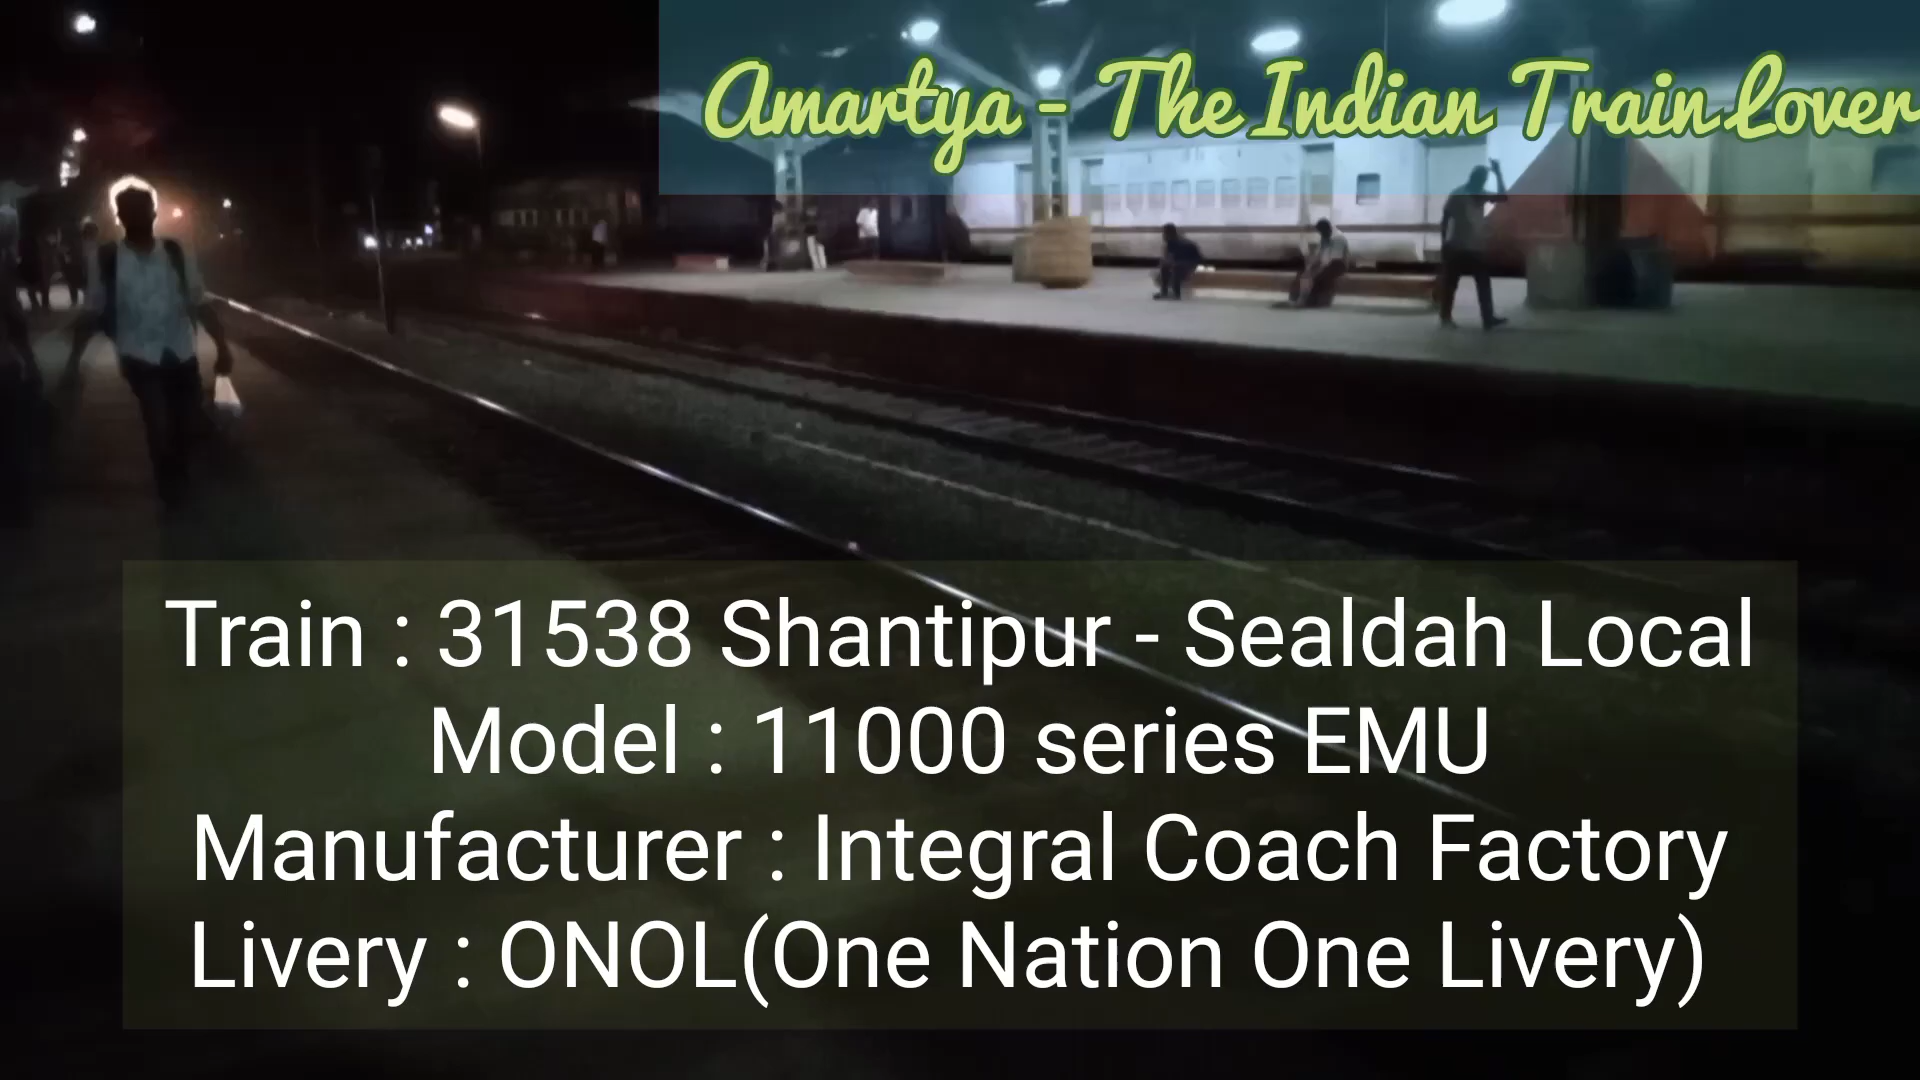 Amartya - The Indian Train Lover
Train : 31538 Shantipur - Sealdah Local
Model : 11000 series EMU
Manufacturer : Integral Coach Factory
Livery : ONOL(One Nation One Livery)